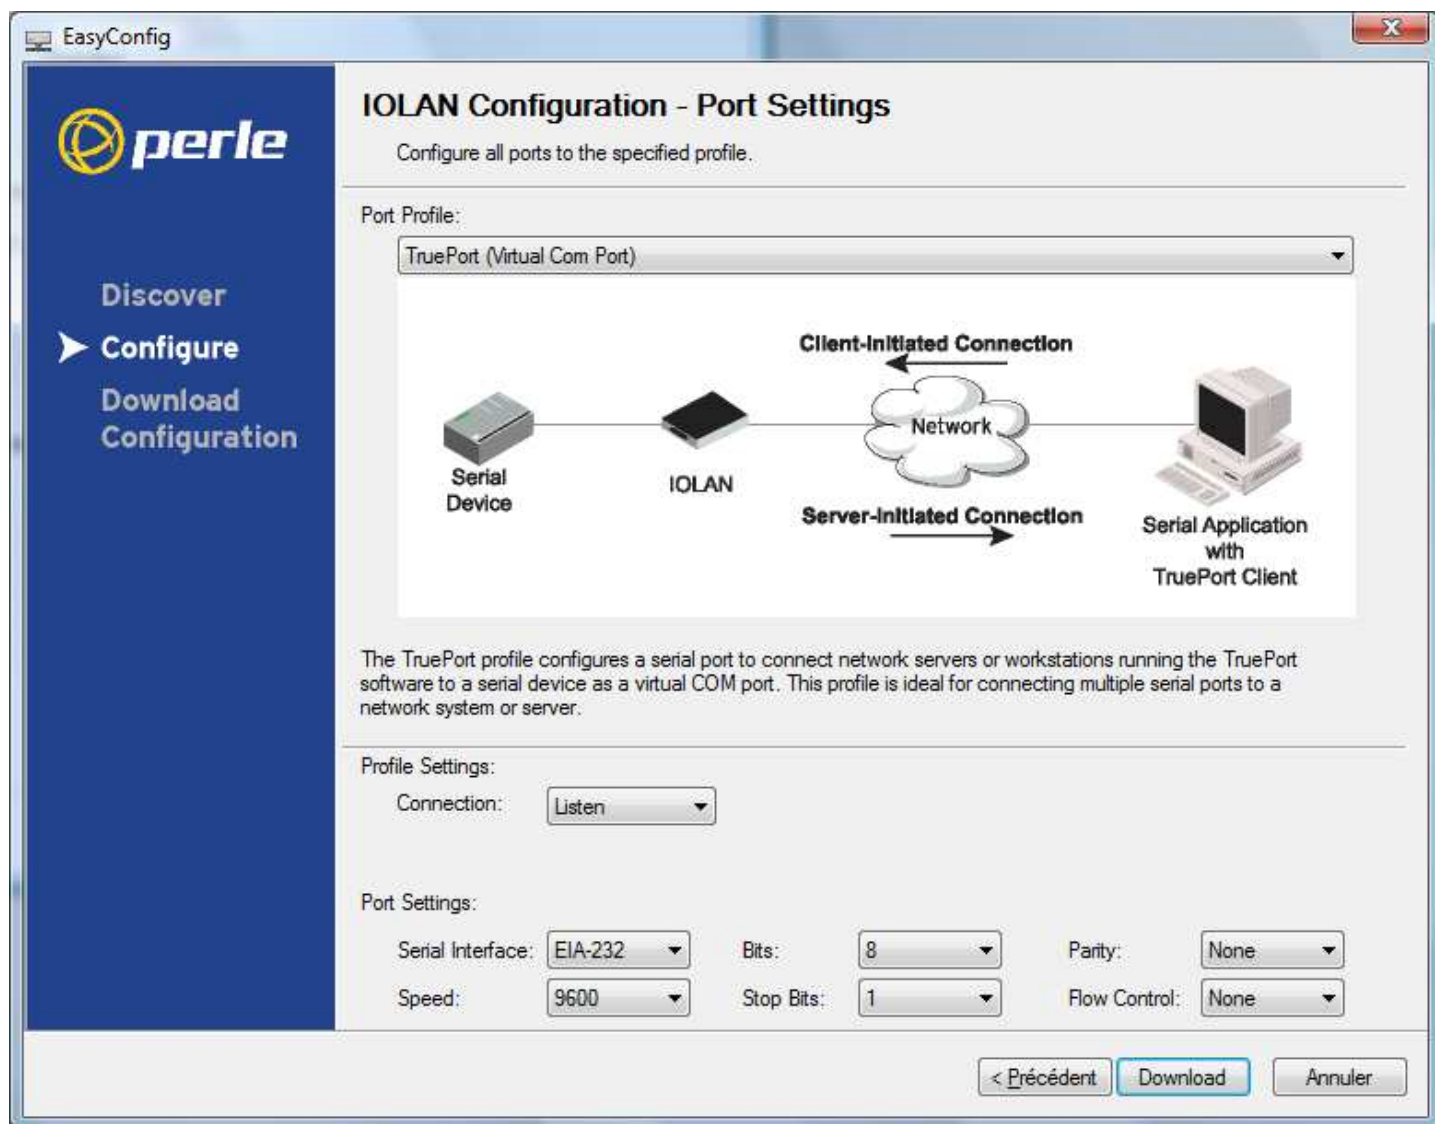 EasyConfig
X
perle
Discover
Configure
Download
Configuration
IOLAN Configuration - Port Settings
Configure all ports to the specified profile.
Port Profile:
TruePort (Virtual Com Port)
Client-Initiated Connection
Network
Serial
Device
IOLAN
Server-Initiated Connection
Serial Application
with
TruePort Client
The TruePort profile configures a serial port to connect network servers or workstations running the TruePort
software to a serial device as a virtual COM port. This profile is ideal for connecting multiple serial ports to a
network system or server.
Profile Settings:
Connection: Listen
Port Settings:
Serial Interface: EIA-232 Bits: 8 Parity: None
Speed: 9600 Stop Bits: 1 Flow Control: None
< Précédent Download Annuler